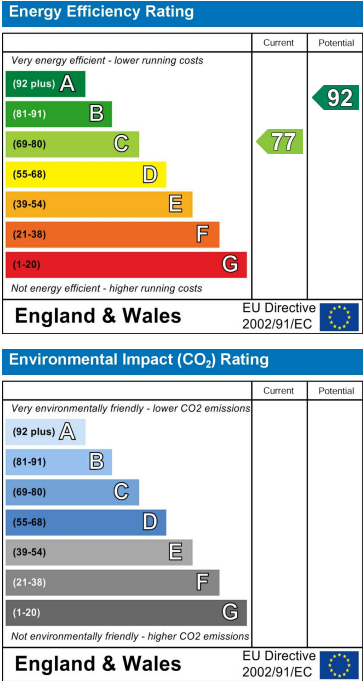 Energy Efficiency Rating
Current Potential
Very energy efficient - lower running costs
(92 plus) A
92
(81-91) B
(69-80) C
77
(55-68) D
(39-54) E
(21-38) F
(1-20) G
Not energy efficient - higher running costs
England & Wales
EU Directive
2002/91/EC
Environmental Impact (CO₂) Rating
Current Potential
Very environmentally friendly - lower CO2 emissions
(92 plus) A
(81-91) B
(69-80) C
(55-68) D
(39-54) E
(21-38) F
(1-20) G
Not environmentally friendly - higher CO2 emissions
England & Wales
EU Directive
2002/91/EC